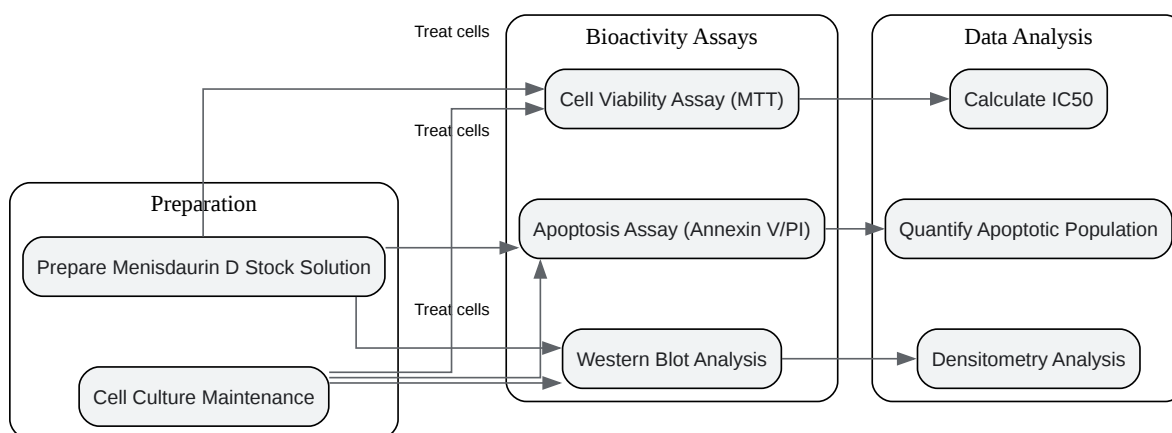 Treat cells
Bioactivity Assays
Data Analysis
Cell Viability Assay (MTT)
Calculate IC50
Treat cells
Preparation
Apoptosis Assay (Annexin V/PI)
Quantify Apoptotic Population
Prepare Menisdaurin D Stock Solution
Treat cells
Western Blot Analysis
Densitometry Analysis
Cell Culture Maintenance